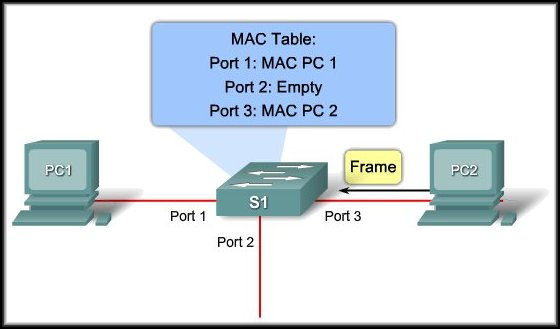 MAC Table:
Port 1: MAC PC 1
Port 2: Empty
Port 3: MAC PC 2
PC1
Frame
PC2
S1
Port 1
Port 3
Port 2